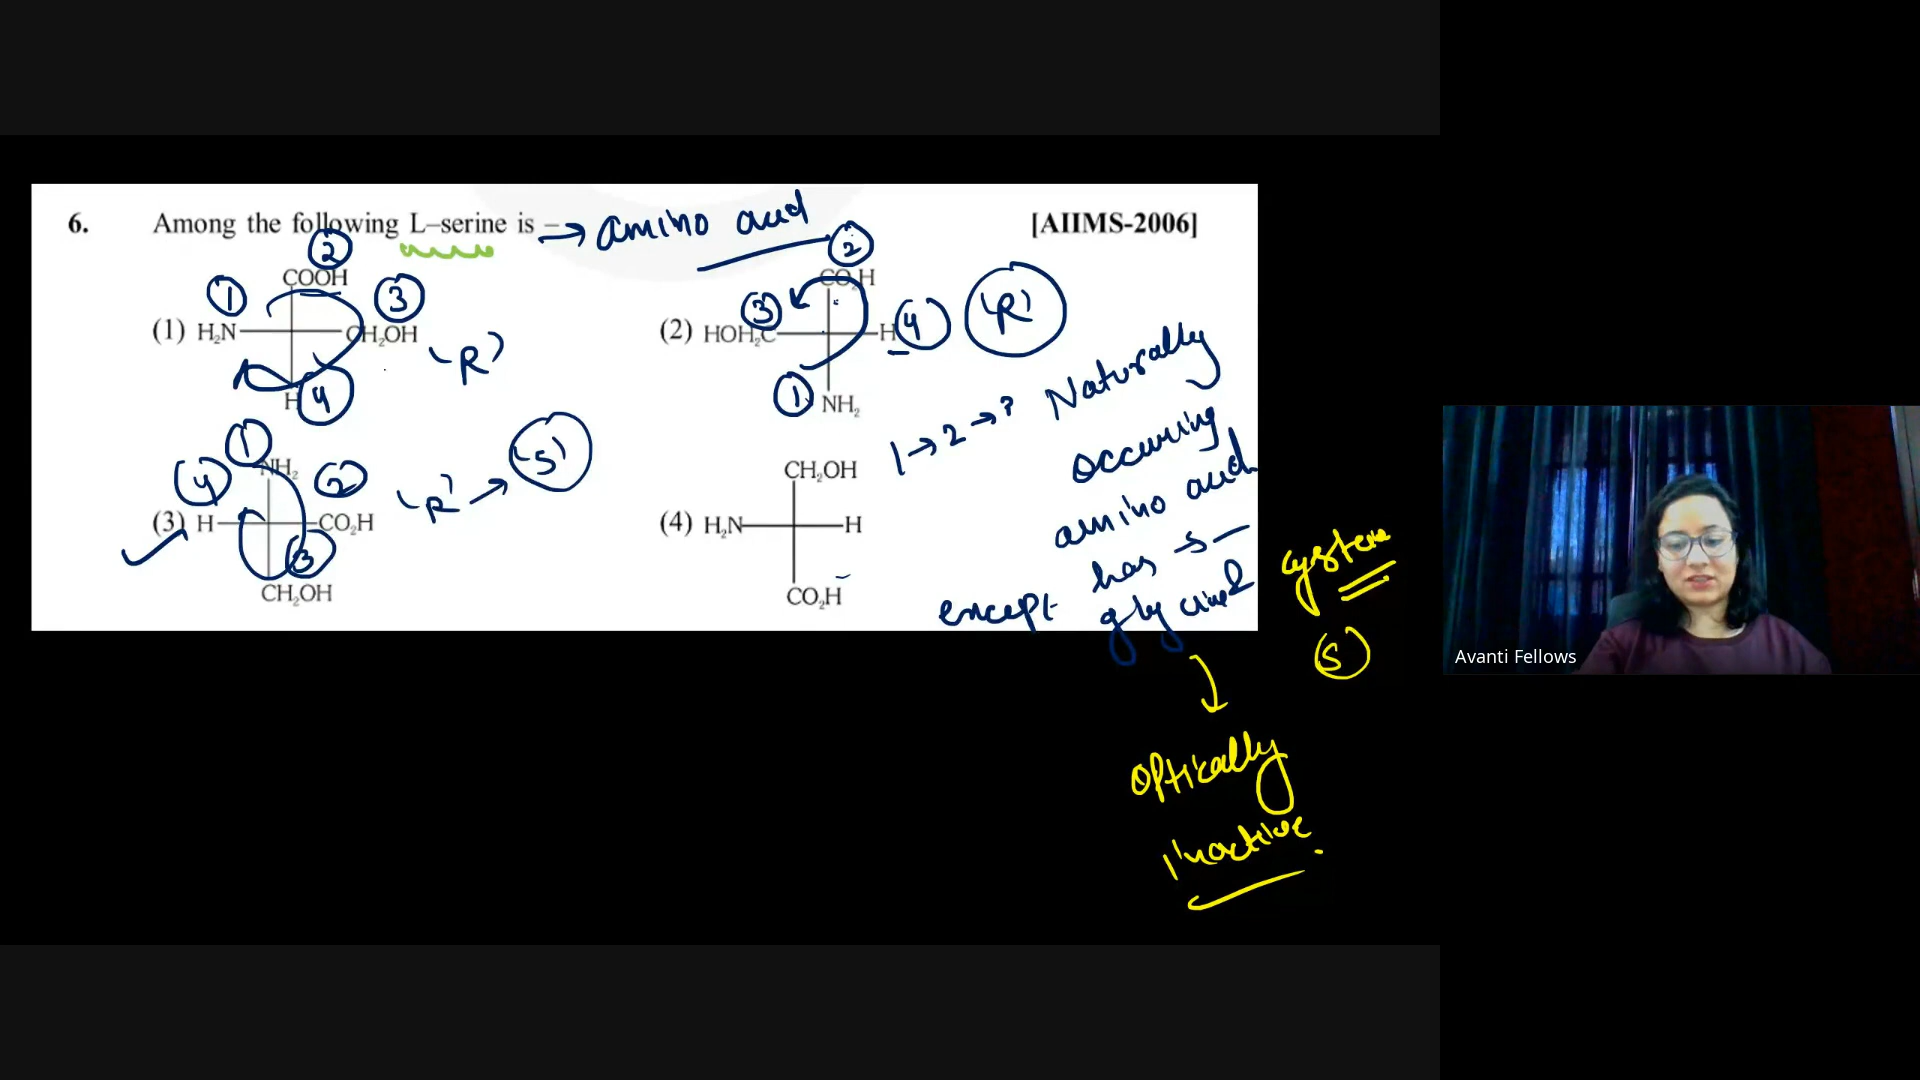 6. Among the following L–serine is – → amino acid [AIIMS-2006]
② ②
COOH CO₂H
① ③ ③ 'R'
(1) H₂N CH₂OH 'R' (2) HOH₂C H ④
H ④ ① NH₂
1→2→3 Naturally
occuring
amino acid
has s–
except glycine
① NH₂ CH₂OH
④ ② 'R' → 'S'
(3) H CO₂H (4) H₂N H
③
CH₂OH CO₂H
S
Optically
inactive
Avanti Fellows